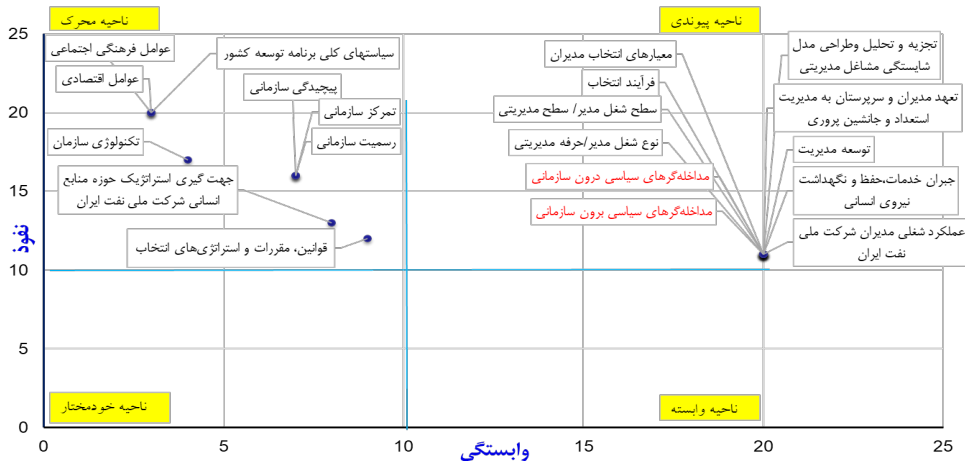 ناحیه محرک
ناحیه پیوندی
25
20
15
10
5
0
عوامل فرهنگی اجتماعی
سیاستهای کلی برنامه توسعه کشور
عوامل اقتصادی
پیچیدگی سازمانی
تمرکز سازمانی
رسمیت سازمانی
تکنولوژی سازمان
جهت گیری استراتژیک حوزه منابع
انسانی شرکت ملی نفت ایران
قوانین، مقررات و استراتژی‌های انتخاب
معیارهای انتخاب مدیران
فرآیند انتخاب
سطح شغل مدیر/ سطح مدیریتی
نوع شغل مدیر/حرفه مدیریتی
مداخله‌گرهای سیاسی درون سازمانی
مداخله‌گرهای سیاسی برون سازمانی
تجزیه و تحلیل وطراحی مدل
شایستگی مشاغل مدیریتی
تعهد مدیران و سرپرستان به مدیریت
استعداد و جانشین پروری
توسعه مدیریت
جبران خدمات،حفظ و نگهداشت
نیروی انسانی
عملکرد شغلی مدیران شرکت ملی
نفت ایران
نفوذ
ناحیه خودمختار
ناحیه وابسته
0 5 10 15 20 25
وابستگی